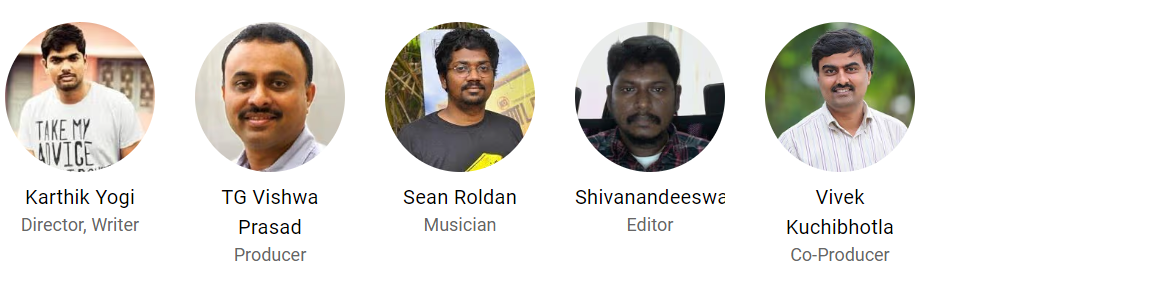 TAKE MY
ADVICE
Karthik Yogi
Director, Writer
TG Vishwa
Prasad
Producer
Sean Roldan
Musician
Shivanandeeswa
Editor
Vivek
Kuchibhotla
Co-Producer